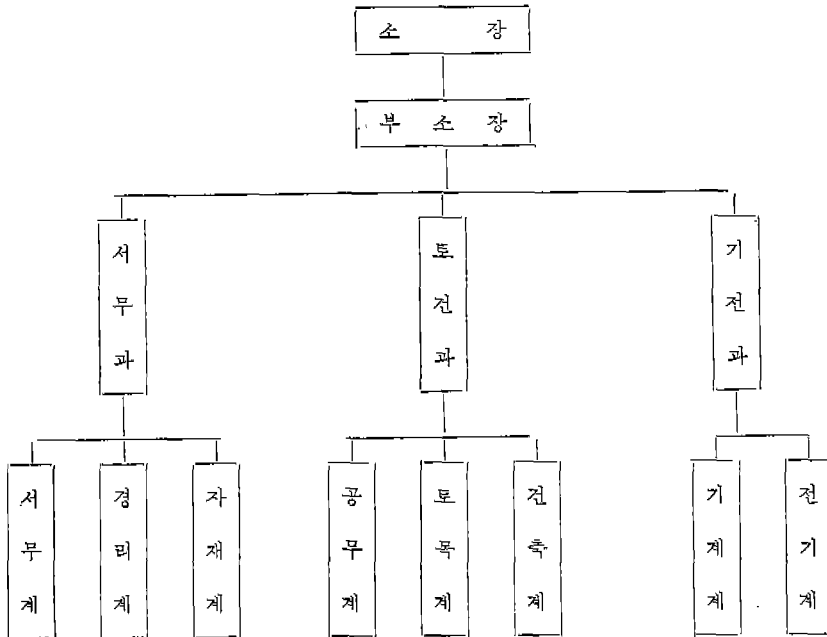 소 장
부 소 장
서무과
토건과
기전과
서무계
경리계
자재계
공무계
토목계
건축계
기계계
전기계